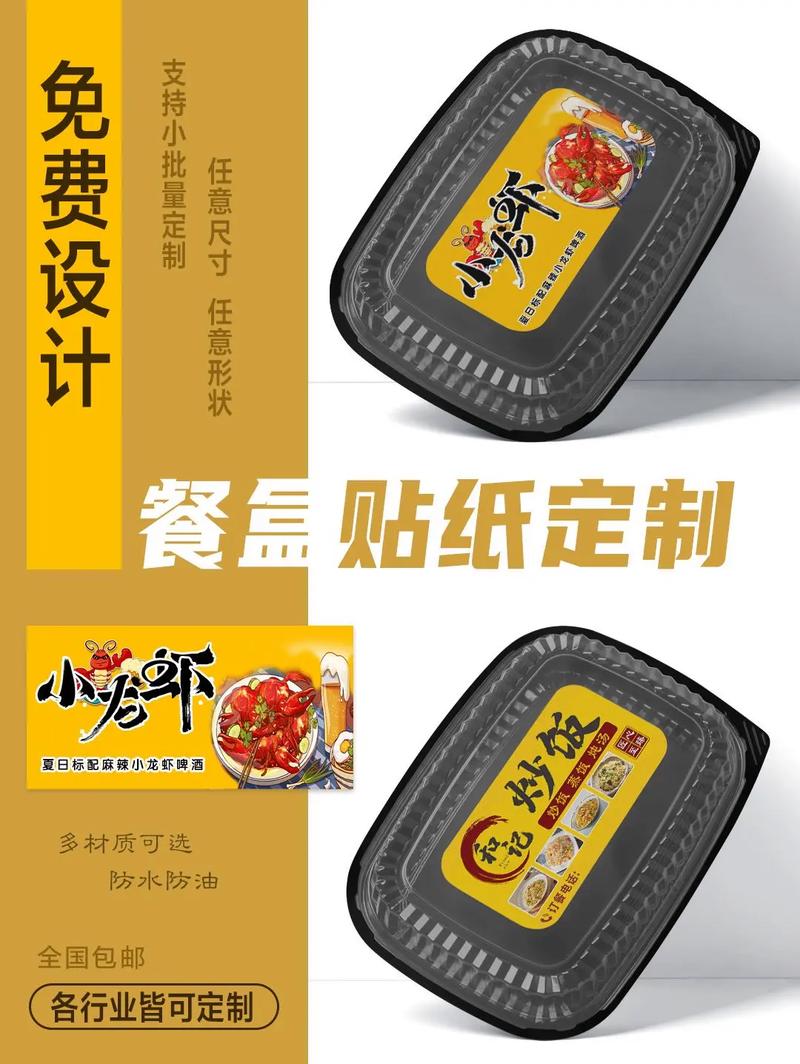 免费设计
支持小批量定制
任意尺寸 任意形状
小龙虾
夏日标配麻辣小龙虾啤酒
餐盒贴纸定制
小龙虾
夏日标配麻辣小龙虾啤酒
炒饭
炒饭 蒸饭 炖汤
和记
订餐电话:
多材质可选
防水防油
全国包邮
各行业皆可定制